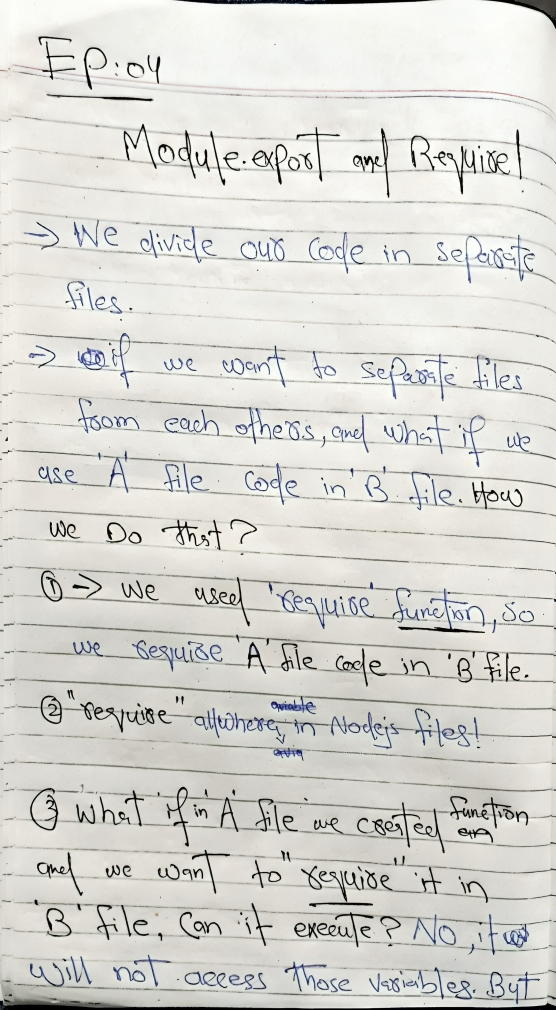 EP:04
Module.export and Require!
→ We divide our code in separate
files.
→ if we want to separate files
from each others, and what if we
use 'A' file code in 'B' file. How
we Do that?
① → We used 'require' function, so
we require 'A' file code in 'B' file.
② "require" allwhere in Nodejs files!
③ What if in 'A' file we created function
and we want to "require" it in
'B' file, Can it execute? NO, it
will not access those variables. But